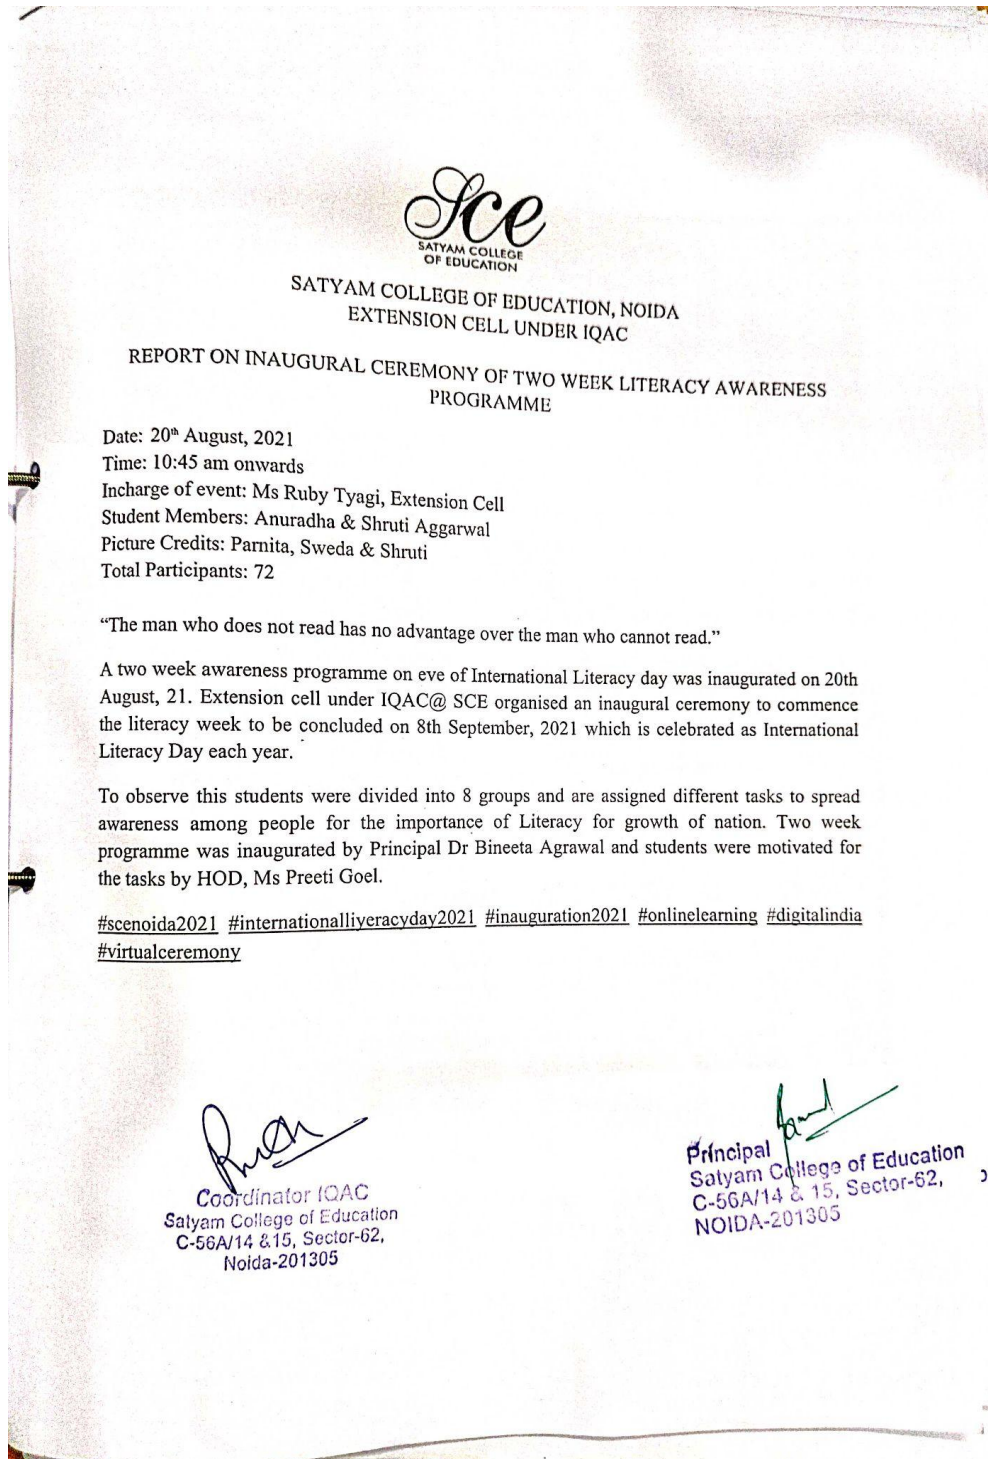 Sce
SATYAM COLLEGE
OF EDUCATION
SATYAM COLLEGE OF EDUCATION, NOIDA
EXTENSION CELL UNDER IQAC
REPORT ON INAUGURAL CEREMONY OF TWO WEEK LITERACY AWARENESS
PROGRAMME
Date: 20th August, 2021
Time: 10:45 am onwards
Incharge of event: Ms Ruby Tyagi, Extension Cell
Student Members: Anuradha & Shruti Aggarwal
Picture Credits: Parnita, Sweda & Shruti
Total Participants: 72
“The man who does not read has no advantage over the man who cannot read.”
A two week awareness programme on eve of International Literacy day was inaugurated on 20th
August, 21. Extension cell under IQAC@ SCE organised an inaugural ceremony to commence
the literacy week to be concluded on 8th September, 2021 which is celebrated as International
Literacy Day each year.
To observe this students were divided into 8 groups and are assigned different tasks to spread
awareness among people for the importance of Literacy for growth of nation. Two week
programme was inaugurated by Principal Dr Bineeta Agrawal and students were motivated for
the tasks by HOD, Ms Preeti Goel.
#scenoida2021 #internationalliyeracyday2021 #inauguration2021 #onlinelearning #digitalindia
#virtualceremony
Coordinator IQAC
Satyam College of Education
C-56A/14 &15, Sector-62,
Noida-201305
Principal
Satyam College of Education
C-56A/14 & 15, Sector-62,
NOIDA-201305